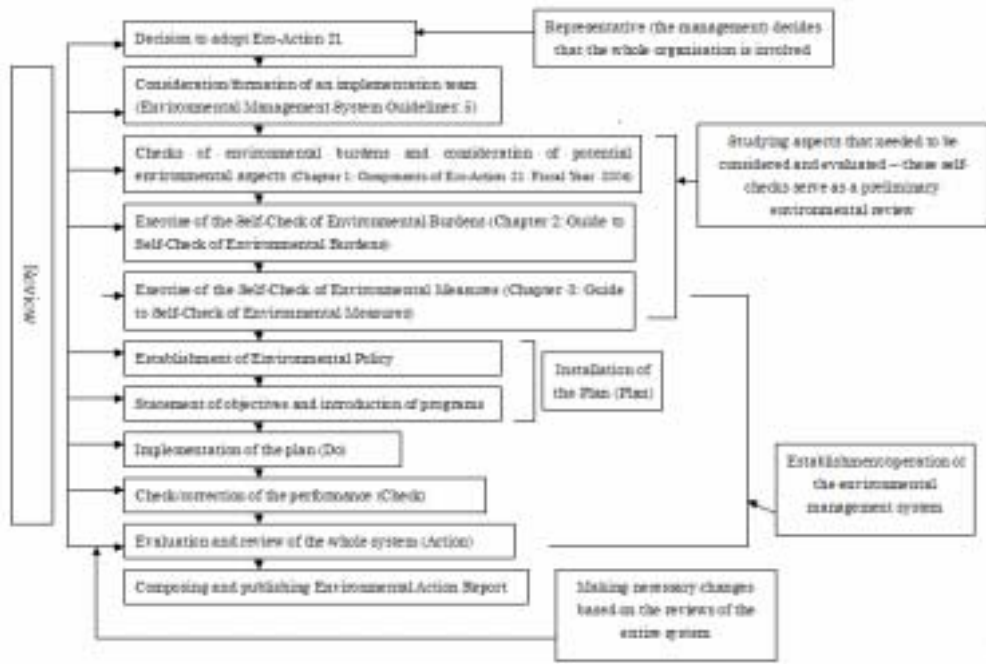 Decision to adopt Eco-Action 21
Representative (the management) decides
that the whole organisation is involved
Consideration/formation of an implementation team
(Environmental Management System Guidelines: 5)
Checks of environmental burdens and consideration of potential
environmental aspects (Chapter 1: Components of Eco-Action 21: Fiscal Year 2004)
Studying aspects that needed to be
considered and evaluated – these self-
checks serve as a preliminary
environmental review
Exercise of the Self-Check of Environmental Burdens (Chapter 2: Guide to
Self-Check of Environmental Burdens)
Exercise of the Self-Check of Environmental Measures (Chapter 3: Guide
to Self-Check of Environmental Measures)
Review
Establishment of Environmental Policy
Installation of
the Plan (Plan)
Statement of objectives and introduction of programs
Implementation of the plan (Do)
Establishment/operation of
the environmental
management system
Check/correction of the performance (Check)
Evaluation and review of the whole system (Action)
Composing and publishing Environmental Action Report
Making necessary changes
based on the reviews of the
entire system